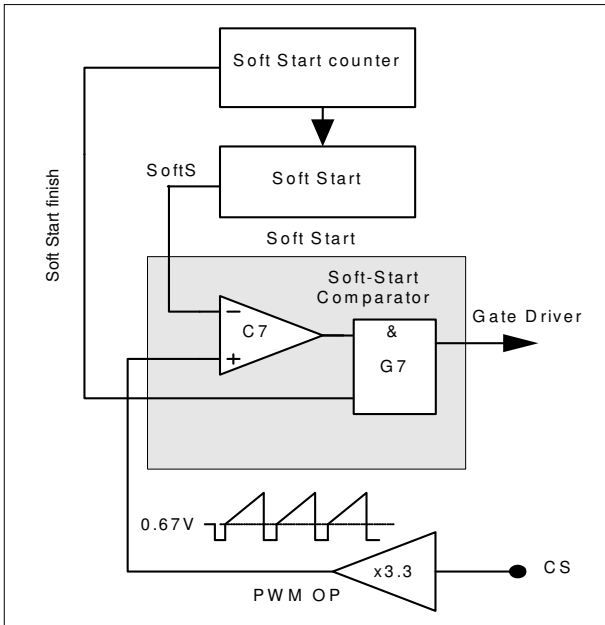 Soft Start counter
SoftS
Soft Start
Soft Start finish
Soft Start
Soft-Start
Comparator
Gate Driver
−
C7
+
&
G7
0.67V
x3.3
CS
PWM OP